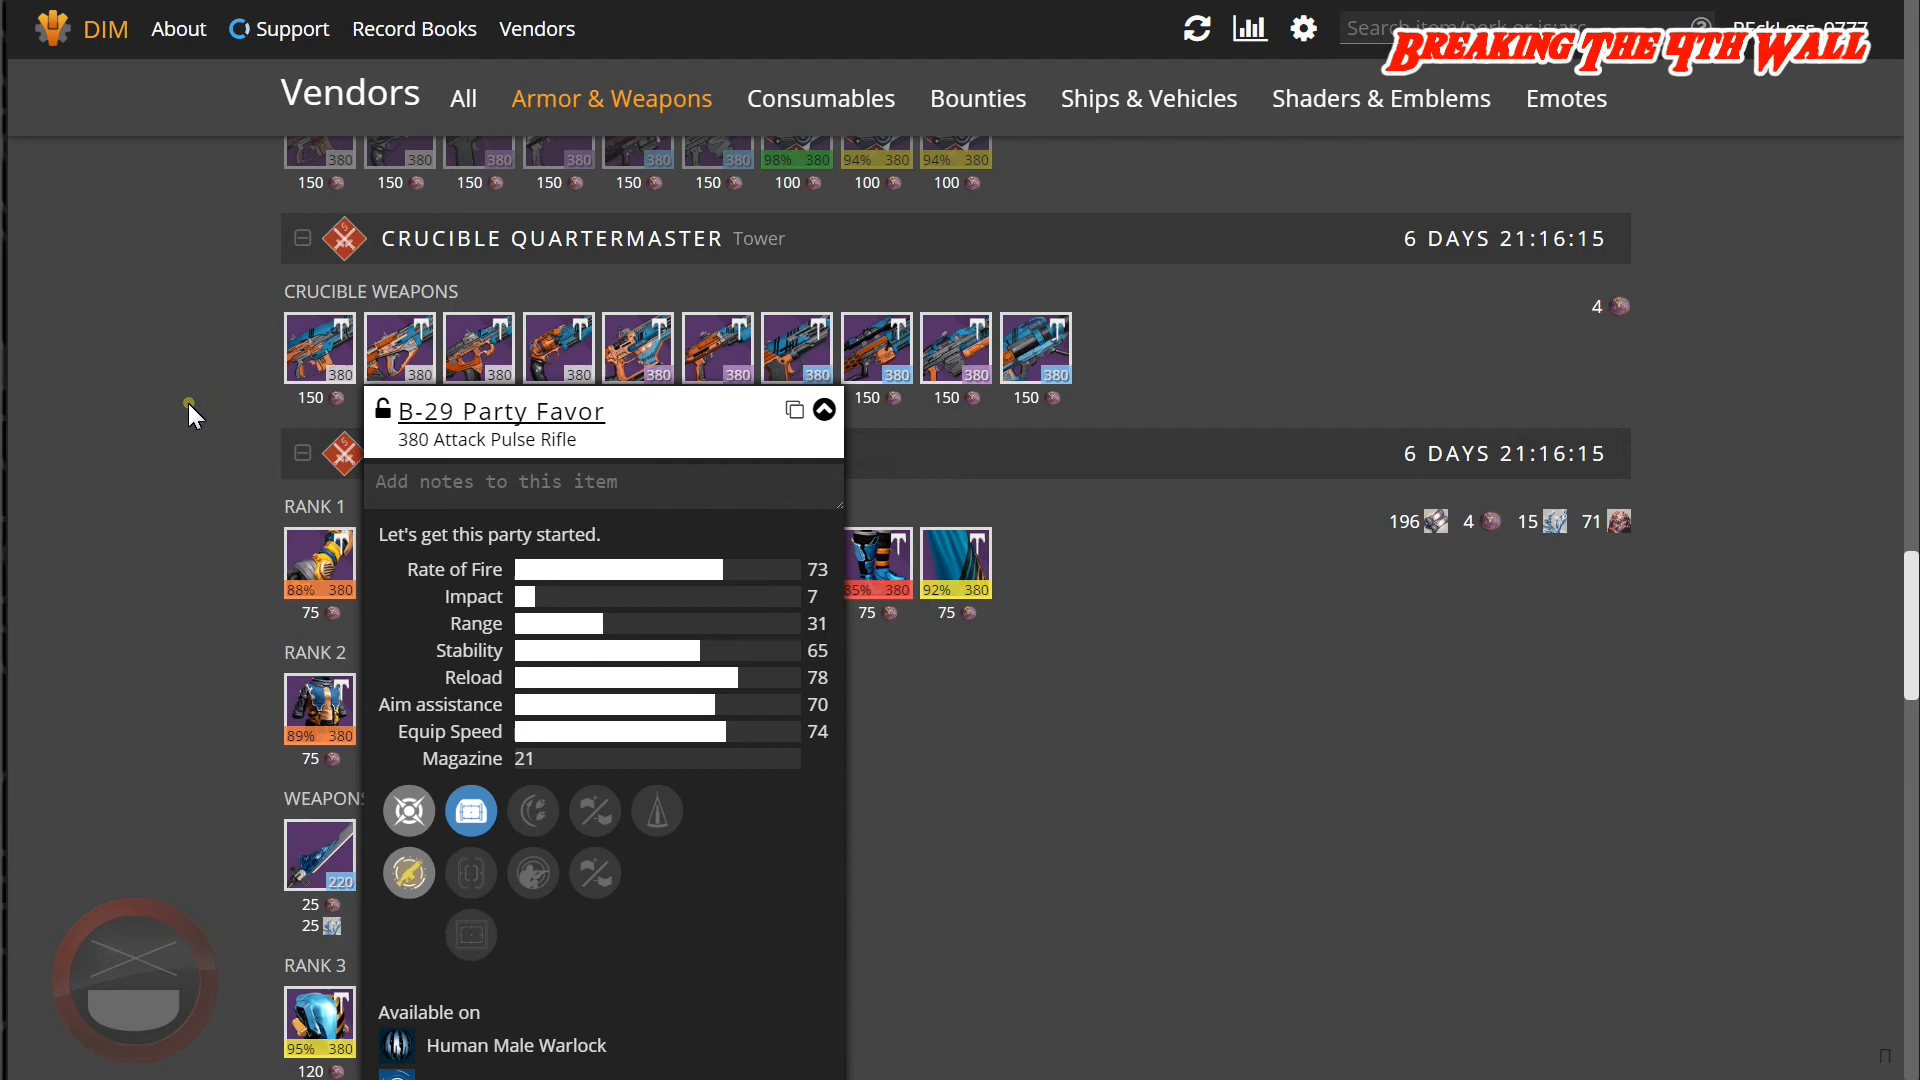 DIM About Support Record Books Vendors
BREAKING THE 4TH WALL
Vendors All Armor & Weapons Consumables Bounties Ships & Vehicles Shaders & Emblems Emotes
380 380 380 380 380 380 98% 380 94% 380 94% 380
150 150 150 150 150 150 100 100 100
CRUCIBLE QUARTERMASTER Tower 6 DAYS 21:16:15
CRUCIBLE WEAPONS
4
380 380 380 380 380 380 380 380 380 380
150 150 150 150
B-29 Party Favor
380 Attack Pulse Rifle
6 DAYS 21:16:15
Add notes to this item
RANK 1
196 4 15 71
Let's get this party started.
Rate of Fire 73
Impact 7
Range 31
Stability 65
Reload 78
Aim assistance 70
Equip Speed 74
Magazine 21
88% 380 85% 380 92% 380
75 75 75
RANK 2
89% 380
75
WEAPONS
220
25
25
RANK 3
95% 380
120
Available on
Human Male Warlock